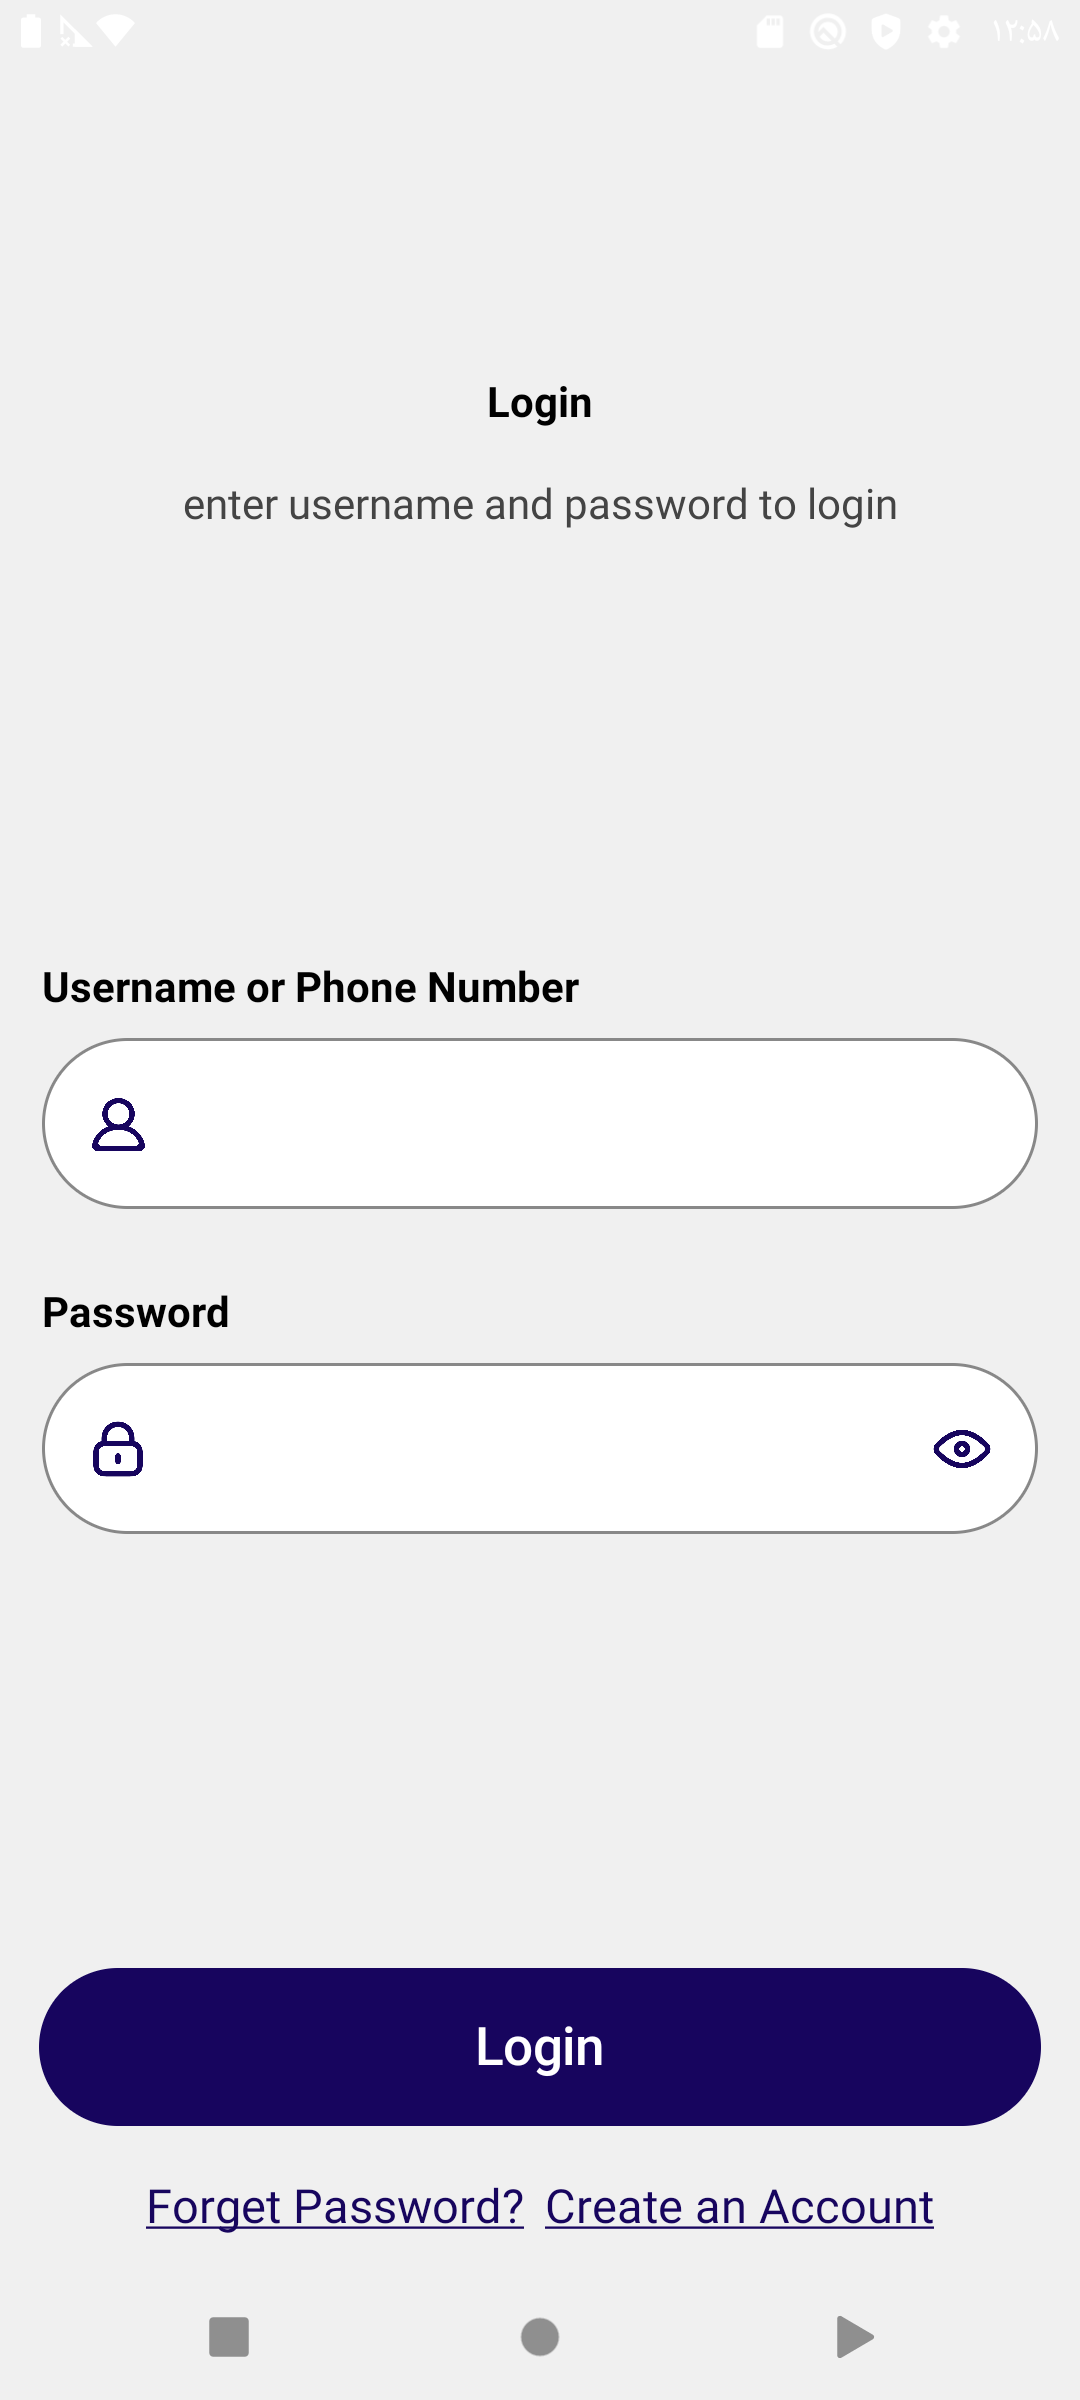 ۱۲:۵۸
Login
enter username and password to login
Username or Phone Number
Password
Login
Forget Password? Create an Account